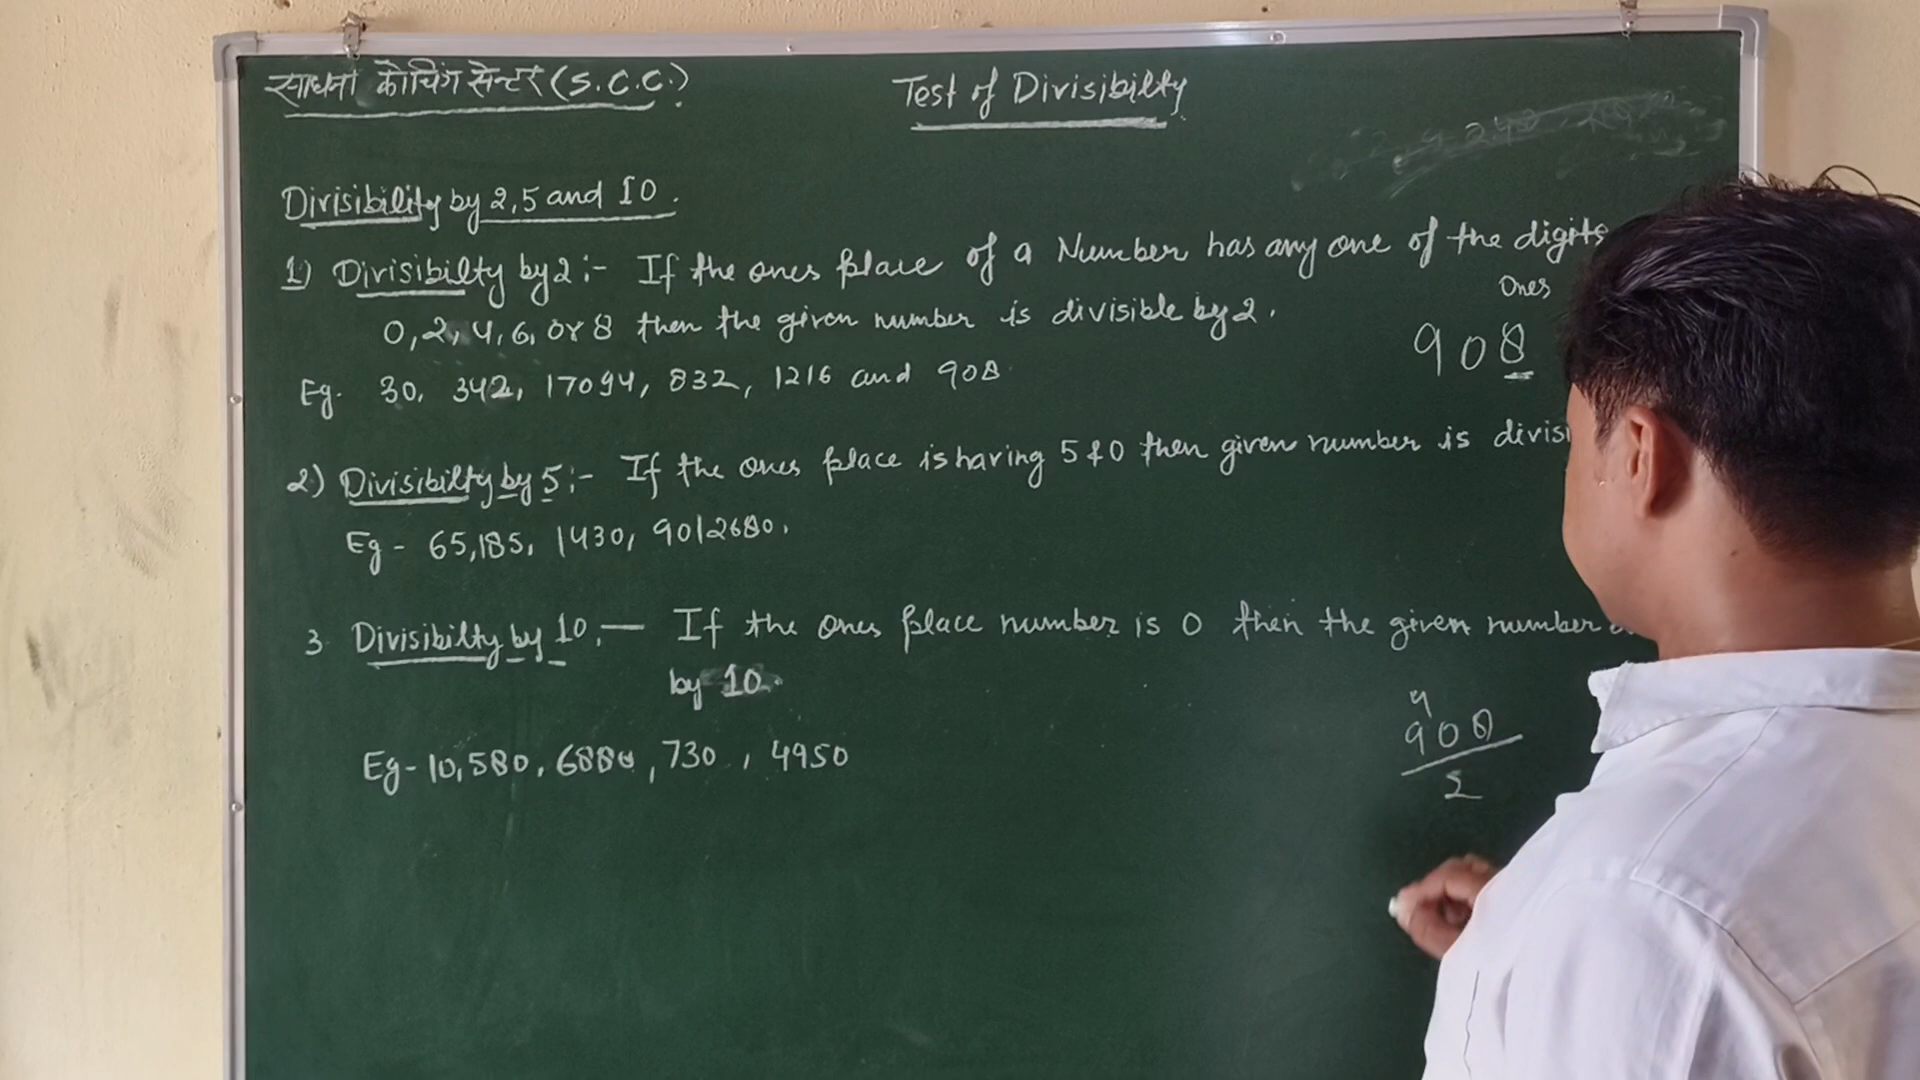 साधना कोचिंग सेन्टर (S.C.C.)
Test of Divisibilty
Divisibility by 2,5 and 10.
1) Divisibilty by 2 :- If the ones place of a Number has any one of the digits
0,2,4,6, or 8 then the given number is divisible by 2.
Ones
908
Eg. 30, 342, 17094, 832, 1216 and 908
2) Divisibilty by 5 :- If the ones place is having 5 & 0 then given number is divisi
Eg - 65,185, 1430, 9012680.
3 Divisibilty by 10. — If the ones place number is 0 then the given number
by 10.
Eg - 10, 580, 6880, 730, 4950
4
908
2